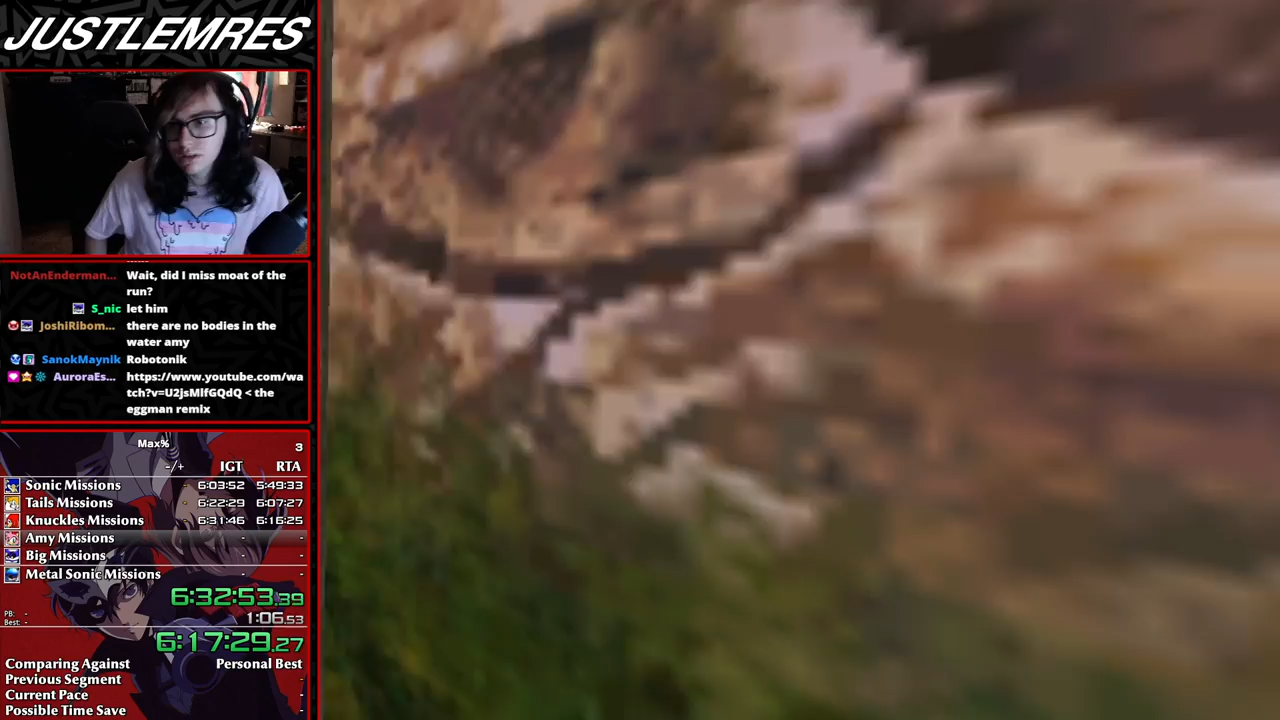 JUSTLEMRES
NotAnEnderman... Wait, did I miss moat of the
run?
S_nic let him
JoshiRibom... there are no bodies in the
water amy
SanokMaynik Robotonik
AuroraEs... https://www.youtube.com/wa
tch?v=U2jsMlfGQdQ < the
eggman remix
Max% 3
-/+ IGT RTA
Sonic Missions 6:03:52 5:49:33
Tails Missions - 6:22:29 6:07:27
Knuckles Missions - 6:31:46 6:16:25
Amy Missions - -
Big Missions - -
Metal Sonic Missions - -
6:32:53.39
PB: -
Best: -
1:06.53
6:17:29.27
Comparing Against Personal Best
Previous Segment -
Current Pace -
Possible Time Save -